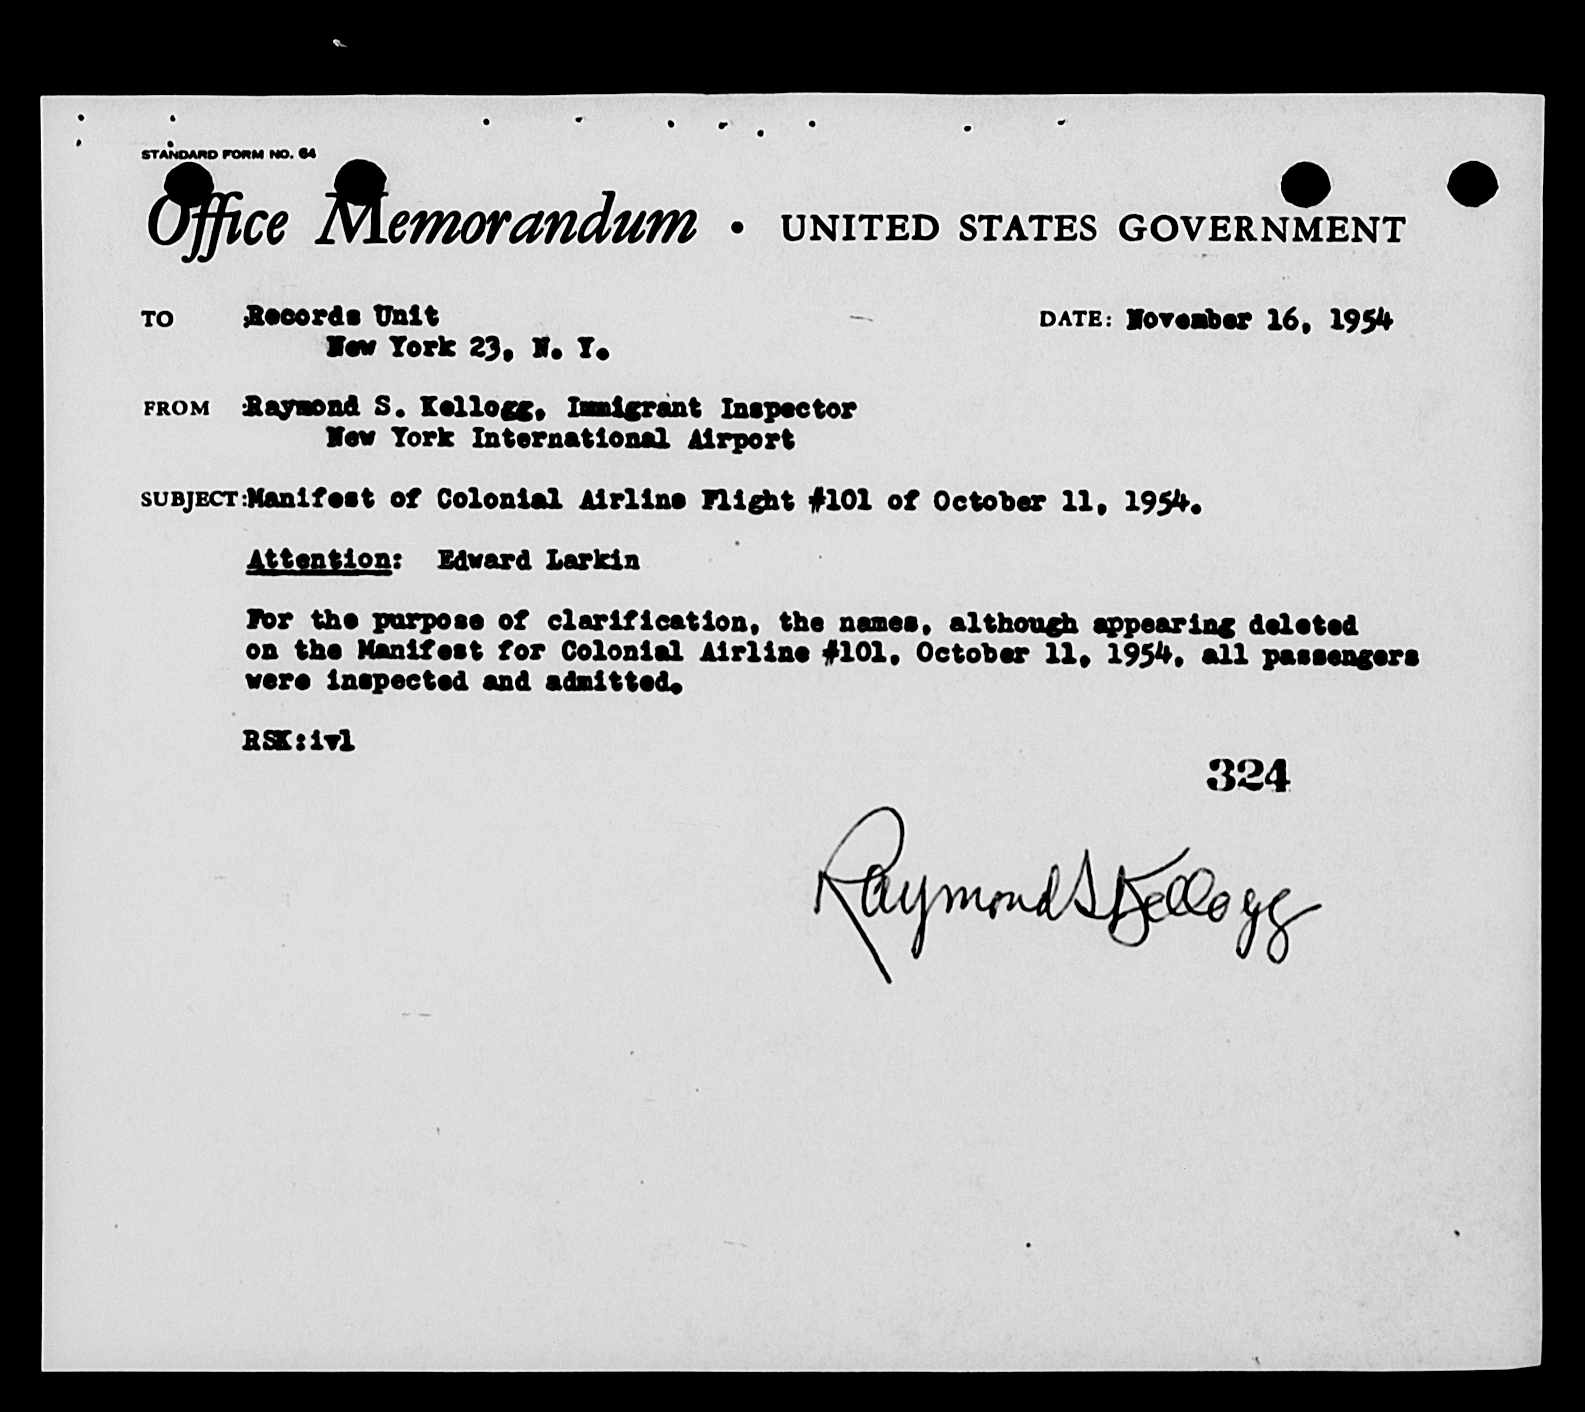 STANDARD FORM NO. 64
Office Memorandum • UNITED STATES GOVERNMENT
TO :Records Unit DATE: November 16, 1954
New York 23, N. Y.
FROM :Raymond S. Kellogg, Immigrant Inspector
New York International Airport
SUBJECT:Manifest of Colonial Airline Flight #101 of October 11, 1954.
Attention: Edward Larkin
For the purpose of clarification, the names, although appearing deleted
on the Manifest for Colonial Airline #101, October 11, 1954, all passengers
were inspected and admitted.
RSK:ivl
324
Raymond S Kellogg